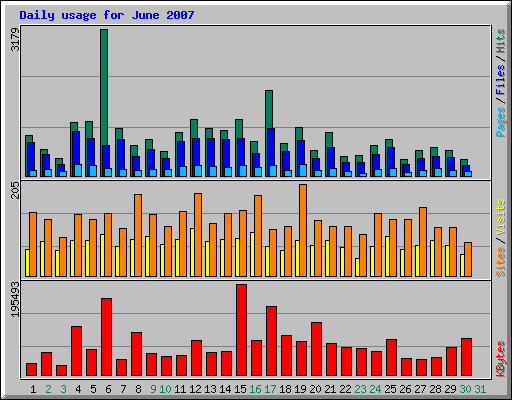 Daily usage for June 2007
3179
Pages / Files / Hits
205
Sites / Visits
195493
KBytes
1 2 3 4 5 6 7 8 9 10 11 12 13 14 15 16 17 18 19 20 21 22 23 24 25 26 27 28 29 30 31